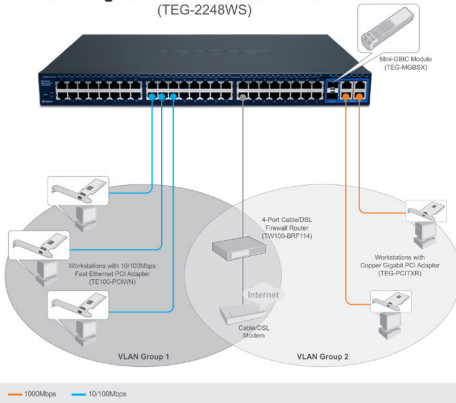 (TEG-2248WS)
Mini-GBIC Module
(TEG-MGBSX)
4-Port Cable/DSL
Firewall Router
(TW100-BRF114)
Workstations with 10/100Mbps
Fast Ethernet PCI Adapter
(TE100-PCIWN)
Workstations with
Copper Gigabit PCI Adapter
(TEG-PCITXR)
Internet
Cable/DSL
Modem
VLAN Group 1
VLAN Group 2
1000Mbps
10/100Mbps